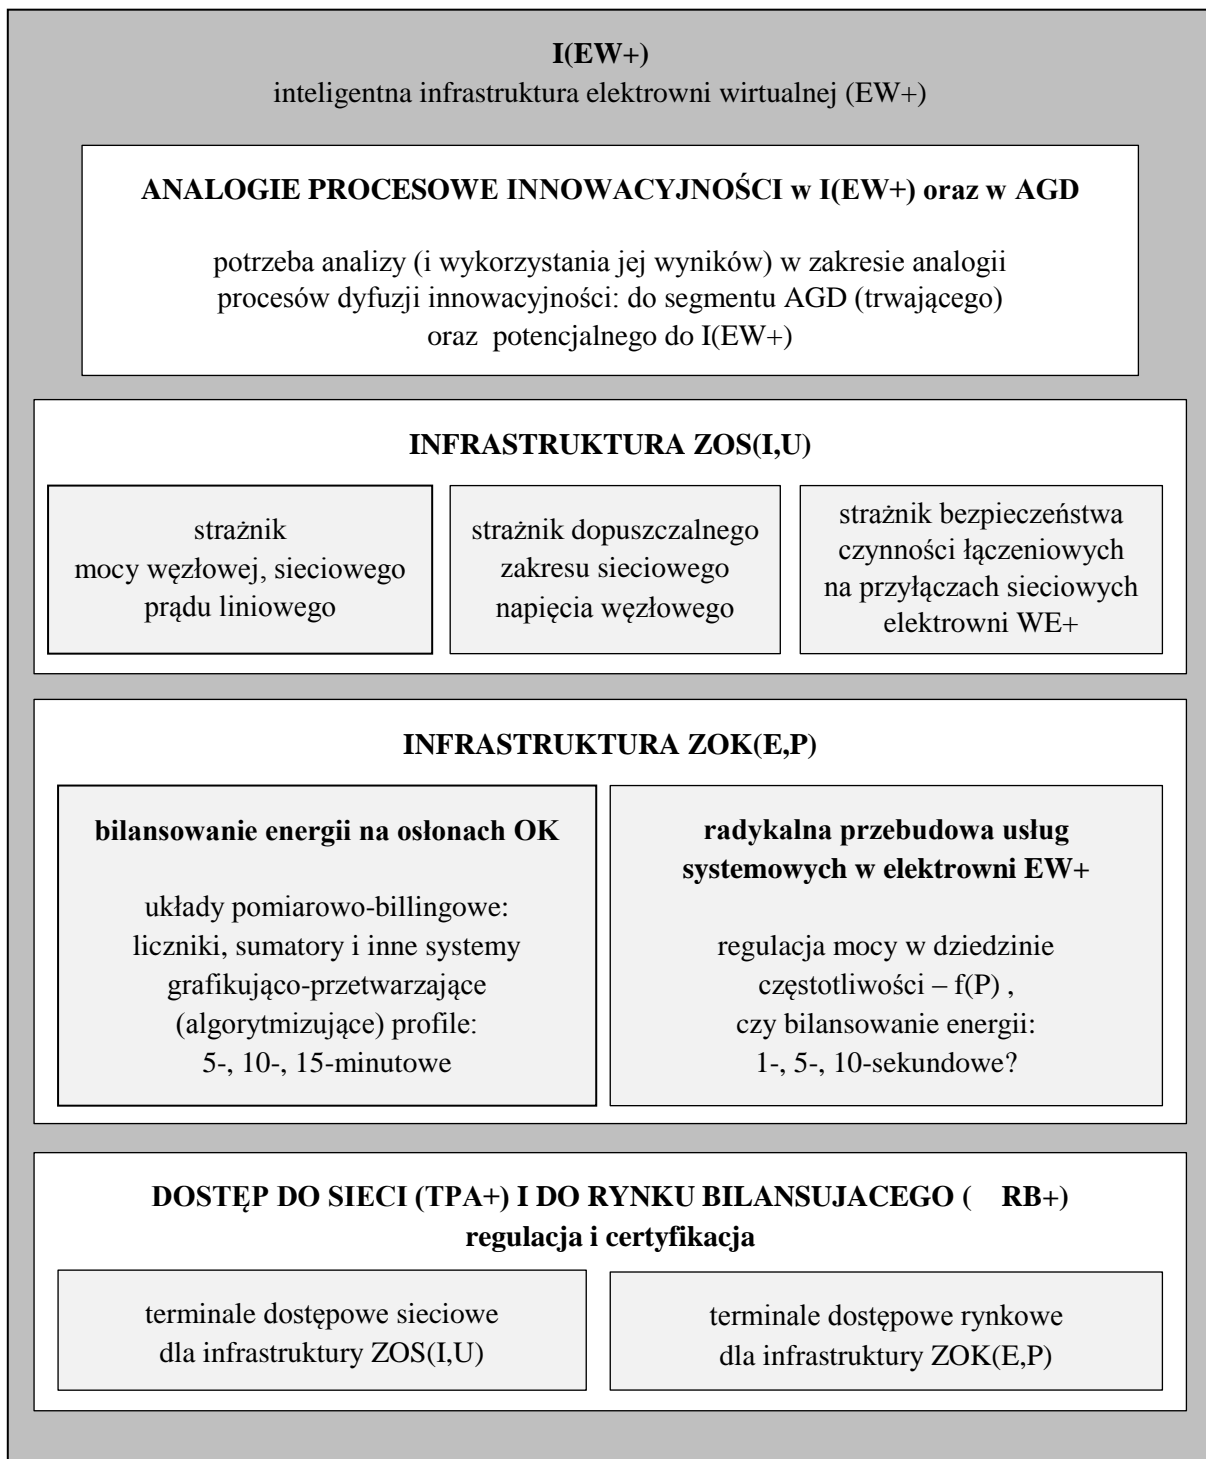 I(EW+)
inteligentna infrastruktura elektrowni wirtualnej (EW+)
ANALOGIE PROCESOWE INNOWACYJNOŚCI w I(EW+) oraz w AGD
potrzeba analizy (i wykorzystania jej wyników) w zakresie analogii
procesów dyfuzji innowacyjności: do segmentu AGD (trwającego)
oraz potencjalnego do I(EW+)
INFRASTRUKTURA ZOS(I,U)
strażnik
mocy węzłowej, sieciowego
prądu liniowego
strażnik dopuszczalnego
zakresu sieciowego
napięcia węzłowego
strażnik bezpieczeństwa
czynności łączeniowych
na przyłączach sieciowych
elektrowni WE+
INFRASTRUKTURA ZOK(E,P)
bilansowanie energii na osłonach OK
układy pomiarowo-billingowe:
liczniki, sumatory i inne systemy
grafikująco-przetwarzające
(algorytmizujące) profile:
5-, 10-, 15-minutowe
radykalna przebudowa usług
systemowych w elektrowni EW+
regulacja mocy w dziedzinie
częstotliwości – f(P) ,
czy bilansowanie energii:
1-, 5-, 10-sekundowe?
DOSTĘP DO SIECI (TPA+) I DO RYNKU BILANSUJACEGO ( RB+)
regulacja i certyfikacja
terminale dostępowe sieciowe
dla infrastruktury ZOS(I,U)
terminale dostępowe rynkowe
dla infrastruktury ZOK(E,P)